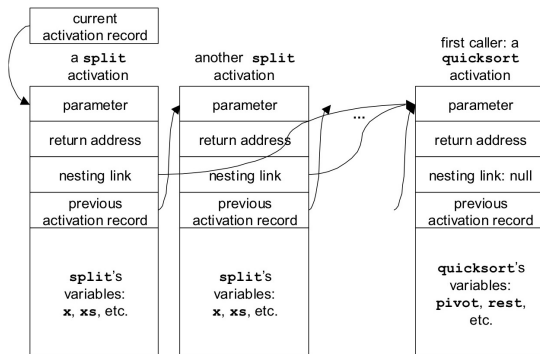 current
activation record
a split
activation
another split
activation
first caller: a
quicksort
activation
parameter
parameter
...
parameter
return address
return address
return address
nesting link
nesting link
nesting link: null
previous
activation record
previous
activation record
previous
activation record
split's
variables:
x, xs, etc.
split's
variables:
x, xs, etc.
quicksort's
variables:
pivot, rest,
etc.